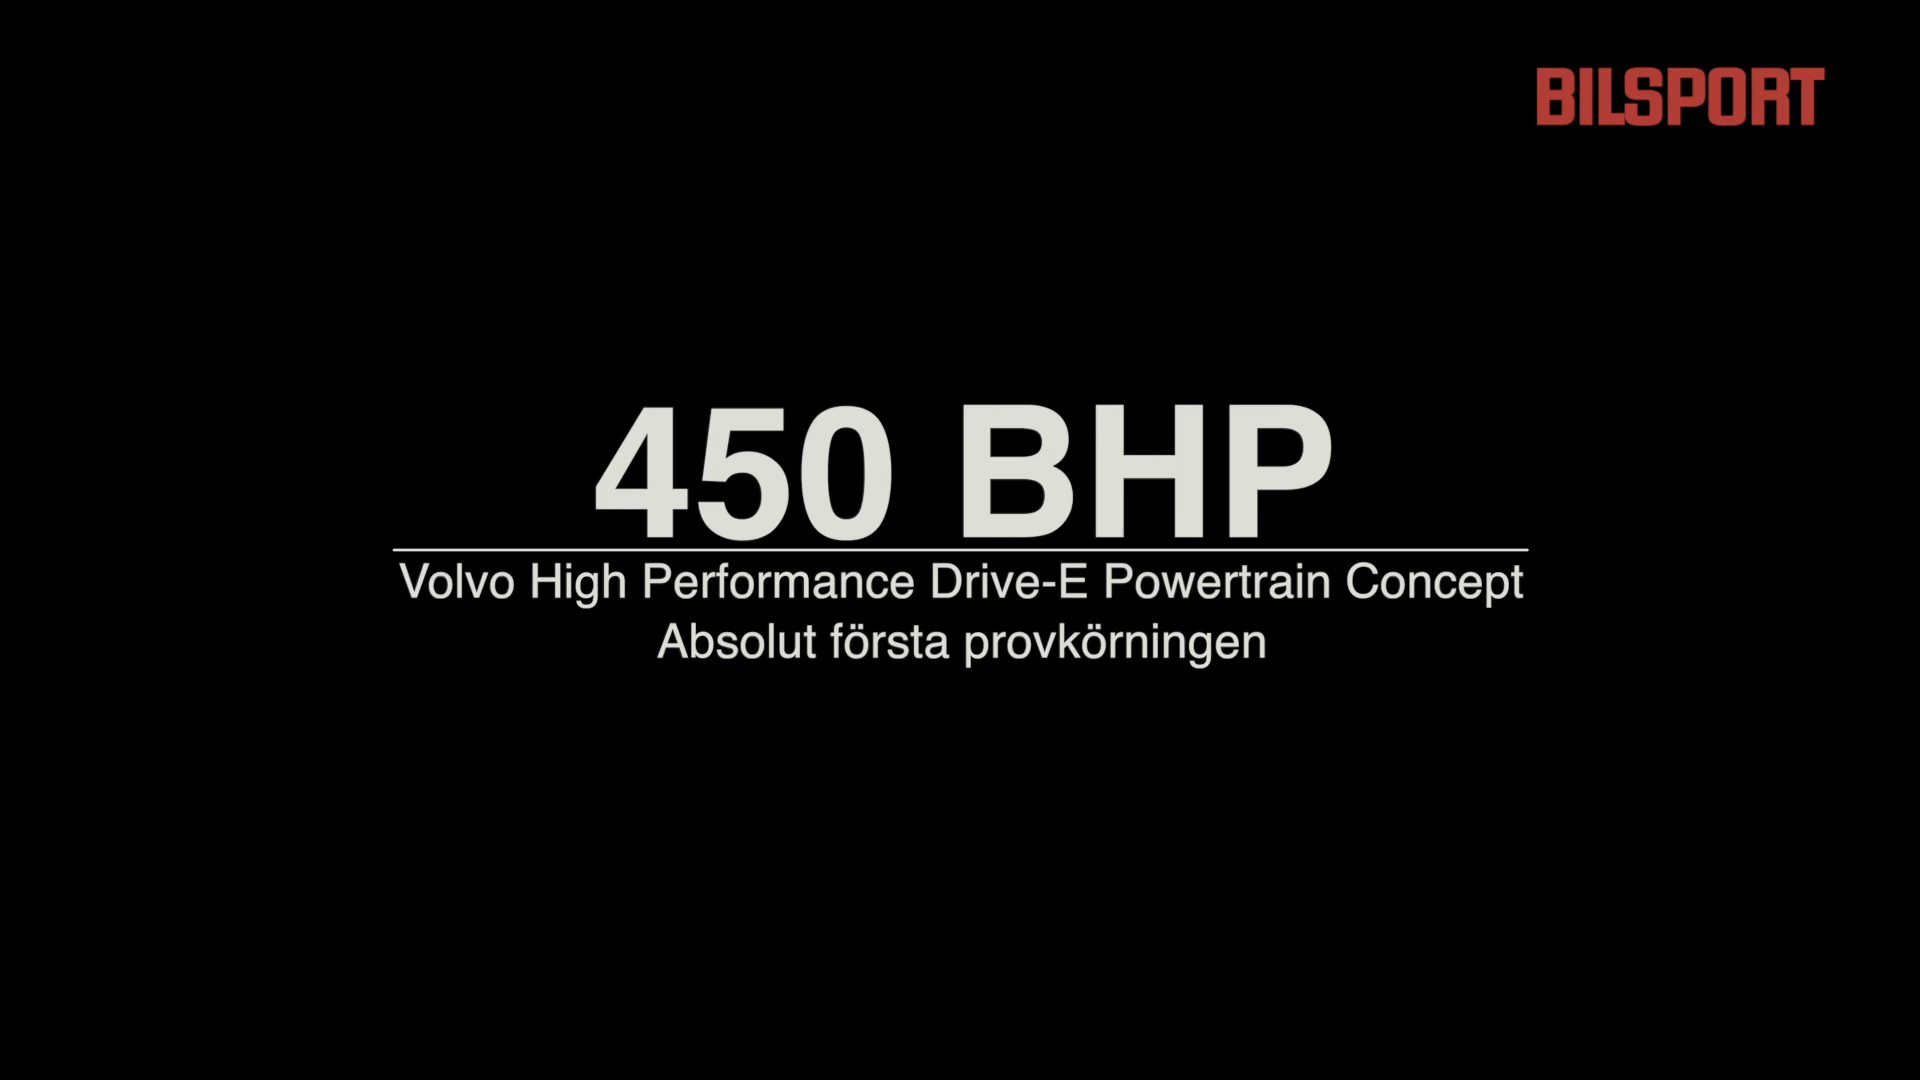 BILSPORT
450 BHP
Volvo High Performance Drive-E Powertrain Concept
Absolut första provkörningen